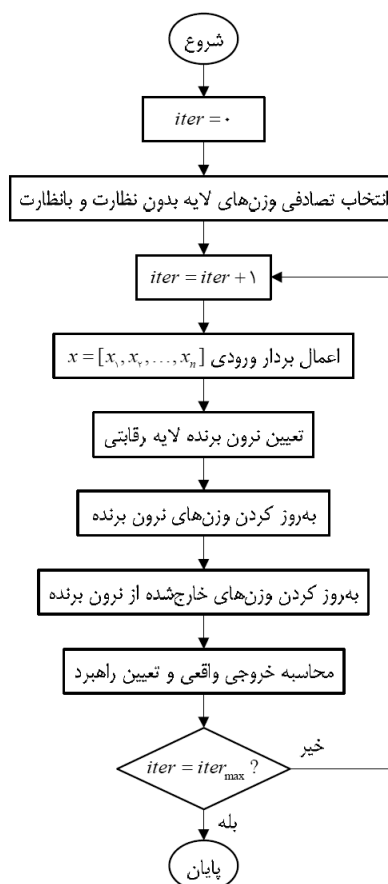 شروع
iter = ۰
انتخاب تصادفی وزن‌های لایه بدون نظارت و بانظارت
iter = iter + ۱
اعمال بردار ورودی x = [x۱, x۲, ..., xn]
تعیین نرون برنده لایه رقابتی
به‌روز کردن وزن‌های نرون برنده
به‌روز کردن وزن‌های خارج‌شده از نرون برنده
محاسبه خروجی واقعی و تعیین راهبرد
iter = itermax ?
خیر
بله
پایان